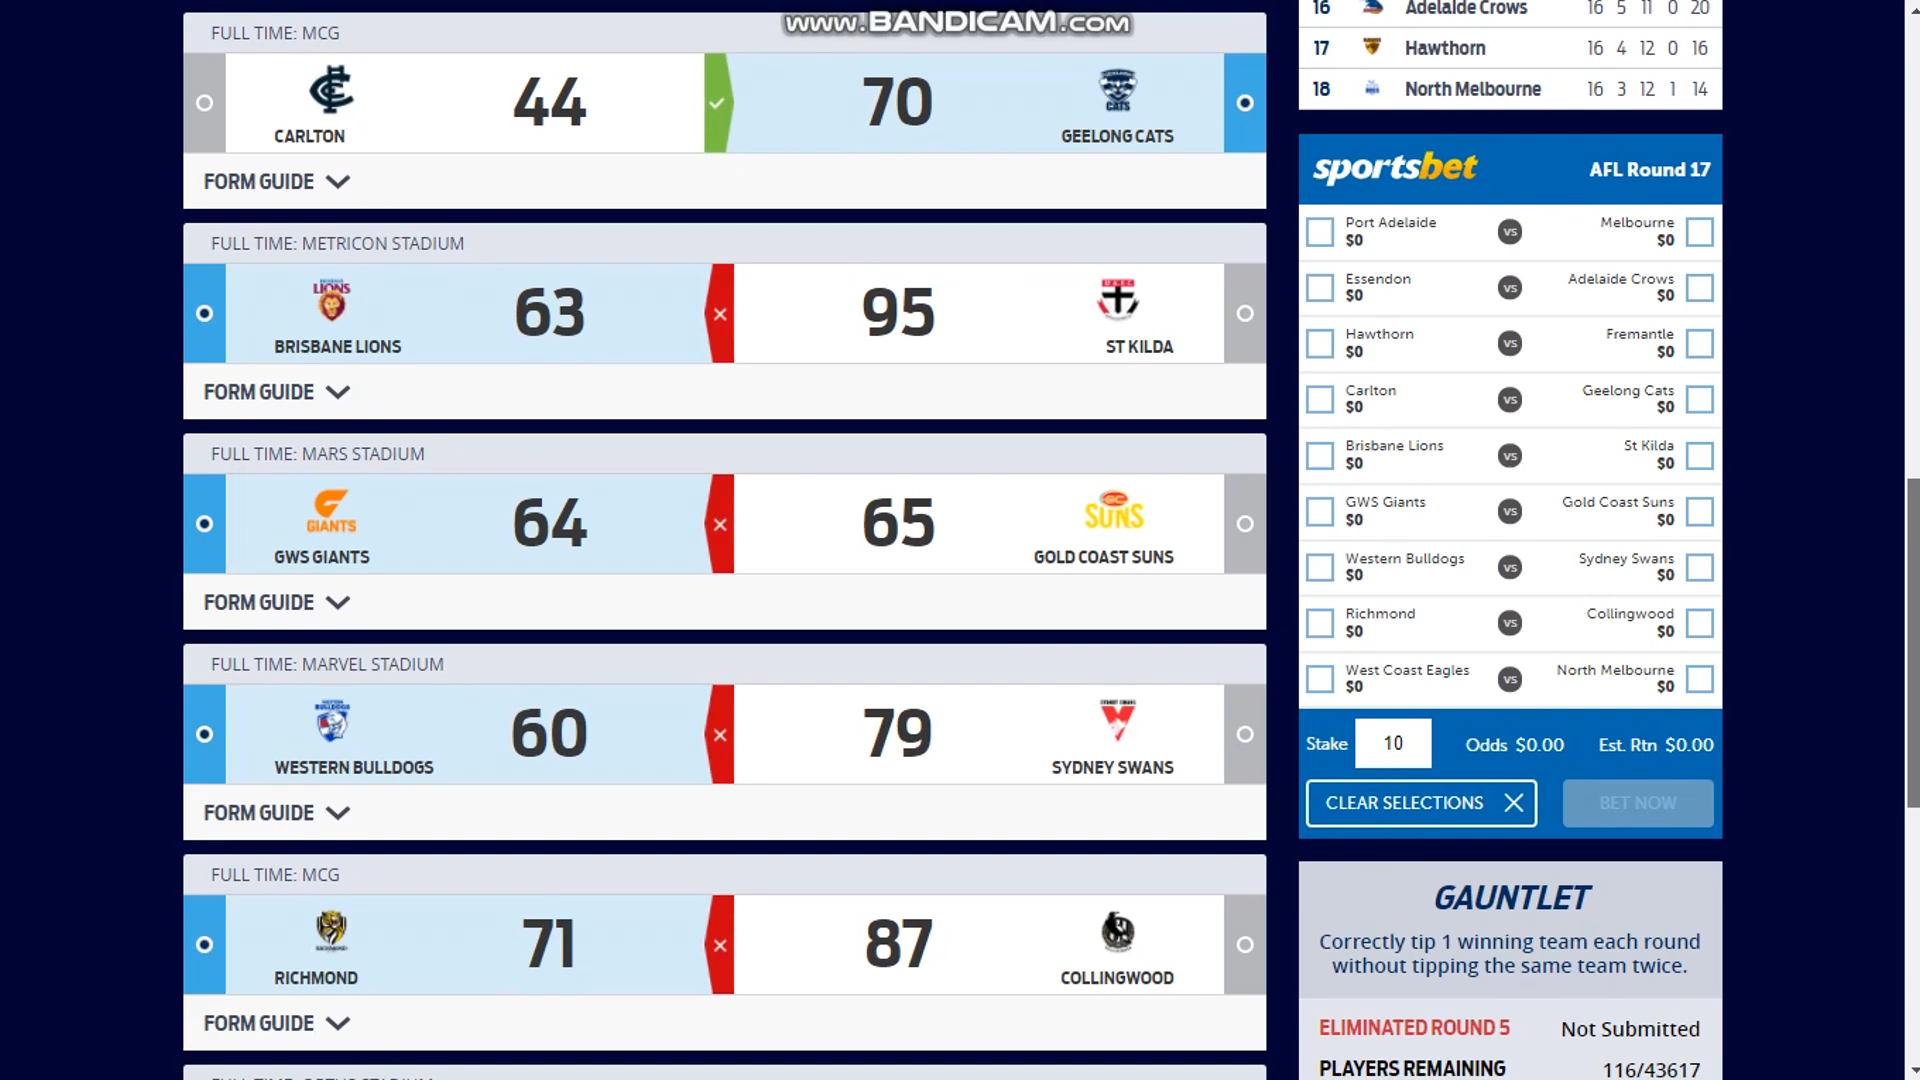 www.BANDICAM.com
FULL TIME: MCG
CARLTON
44
70
CATS
GEELONG CATS
FORM GUIDE
FULL TIME: METRICON STADIUM
LIONS
BRISBANE LIONS
63
95
ST KILDA
FORM GUIDE
FULL TIME: MARS STADIUM
GIANTS
GWS GIANTS
64
65
GC
SUNS
GOLD COAST SUNS
FORM GUIDE
FULL TIME: MARVEL STADIUM
BULLDOGS
WESTERN BULLDOGS
60
79
SYDNEY SWANS
SYDNEY SWANS
FORM GUIDE
FULL TIME: MCG
RICHMOND
RICHMOND
71
87
COLLINGWOOD
FORM GUIDE
16 Adelaide Crows 16 5 11 0 20
17 Hawthorn 16 4 12 0 16
18 North Melbourne 16 3 12 1 14
sportsbet AFL Round 17
Port Adelaide vs Melbourne
$0 $0
Essendon vs Adelaide Crows
$0 $0
Hawthorn vs Fremantle
$0 $0
Carlton vs Geelong Cats
$0 $0
Brisbane Lions vs St Kilda
$0 $0
GWS Giants vs Gold Coast Suns
$0 $0
Western Bulldogs vs Sydney Swans
$0 $0
Richmond vs Collingwood
$0 $0
West Coast Eagles vs North Melbourne
$0 $0
Stake 10 Odds $0.00 Est. Rtn $0.00
CLEAR SELECTIONS BET NOW
GAUNTLET
Correctly tip 1 winning team each round
without tipping the same team twice.
ELIMINATED ROUND 5 Not Submitted
PLAYERS REMAINING 116/43617